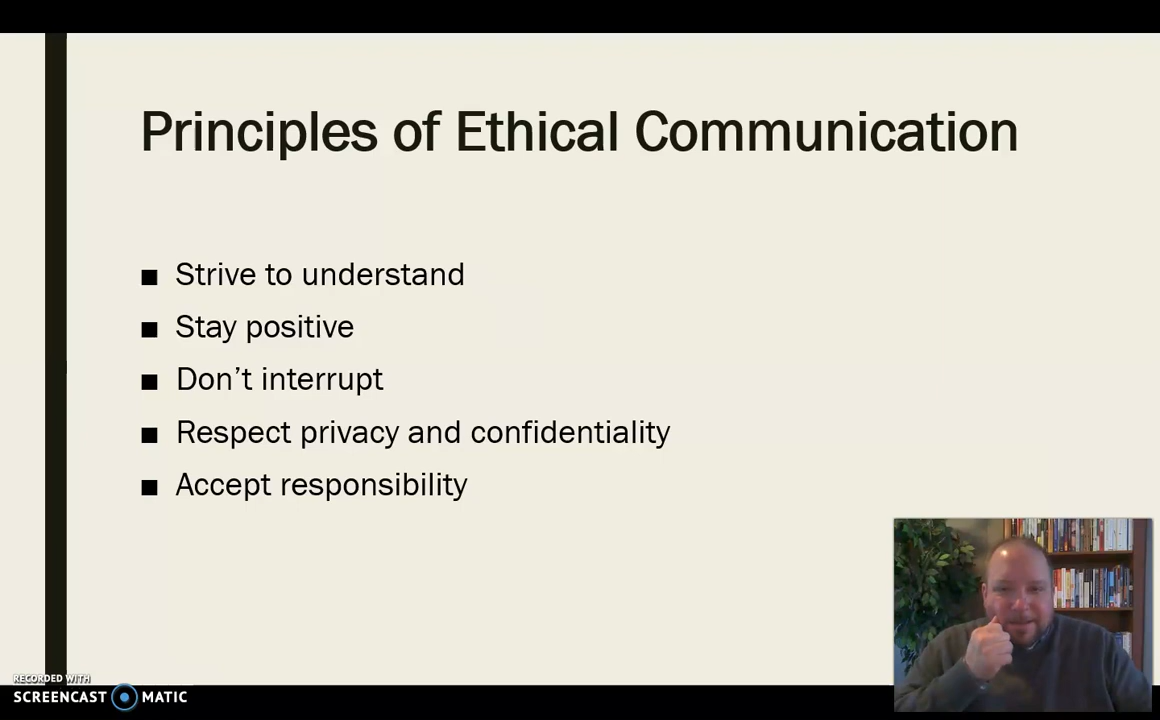 Principles of Ethical Communication
■ Strive to understand
■ Stay positive
■ Don’t interrupt
■ Respect privacy and confidentiality
■ Accept responsibility
RECORDED WITH
SCREENCAST MATIC